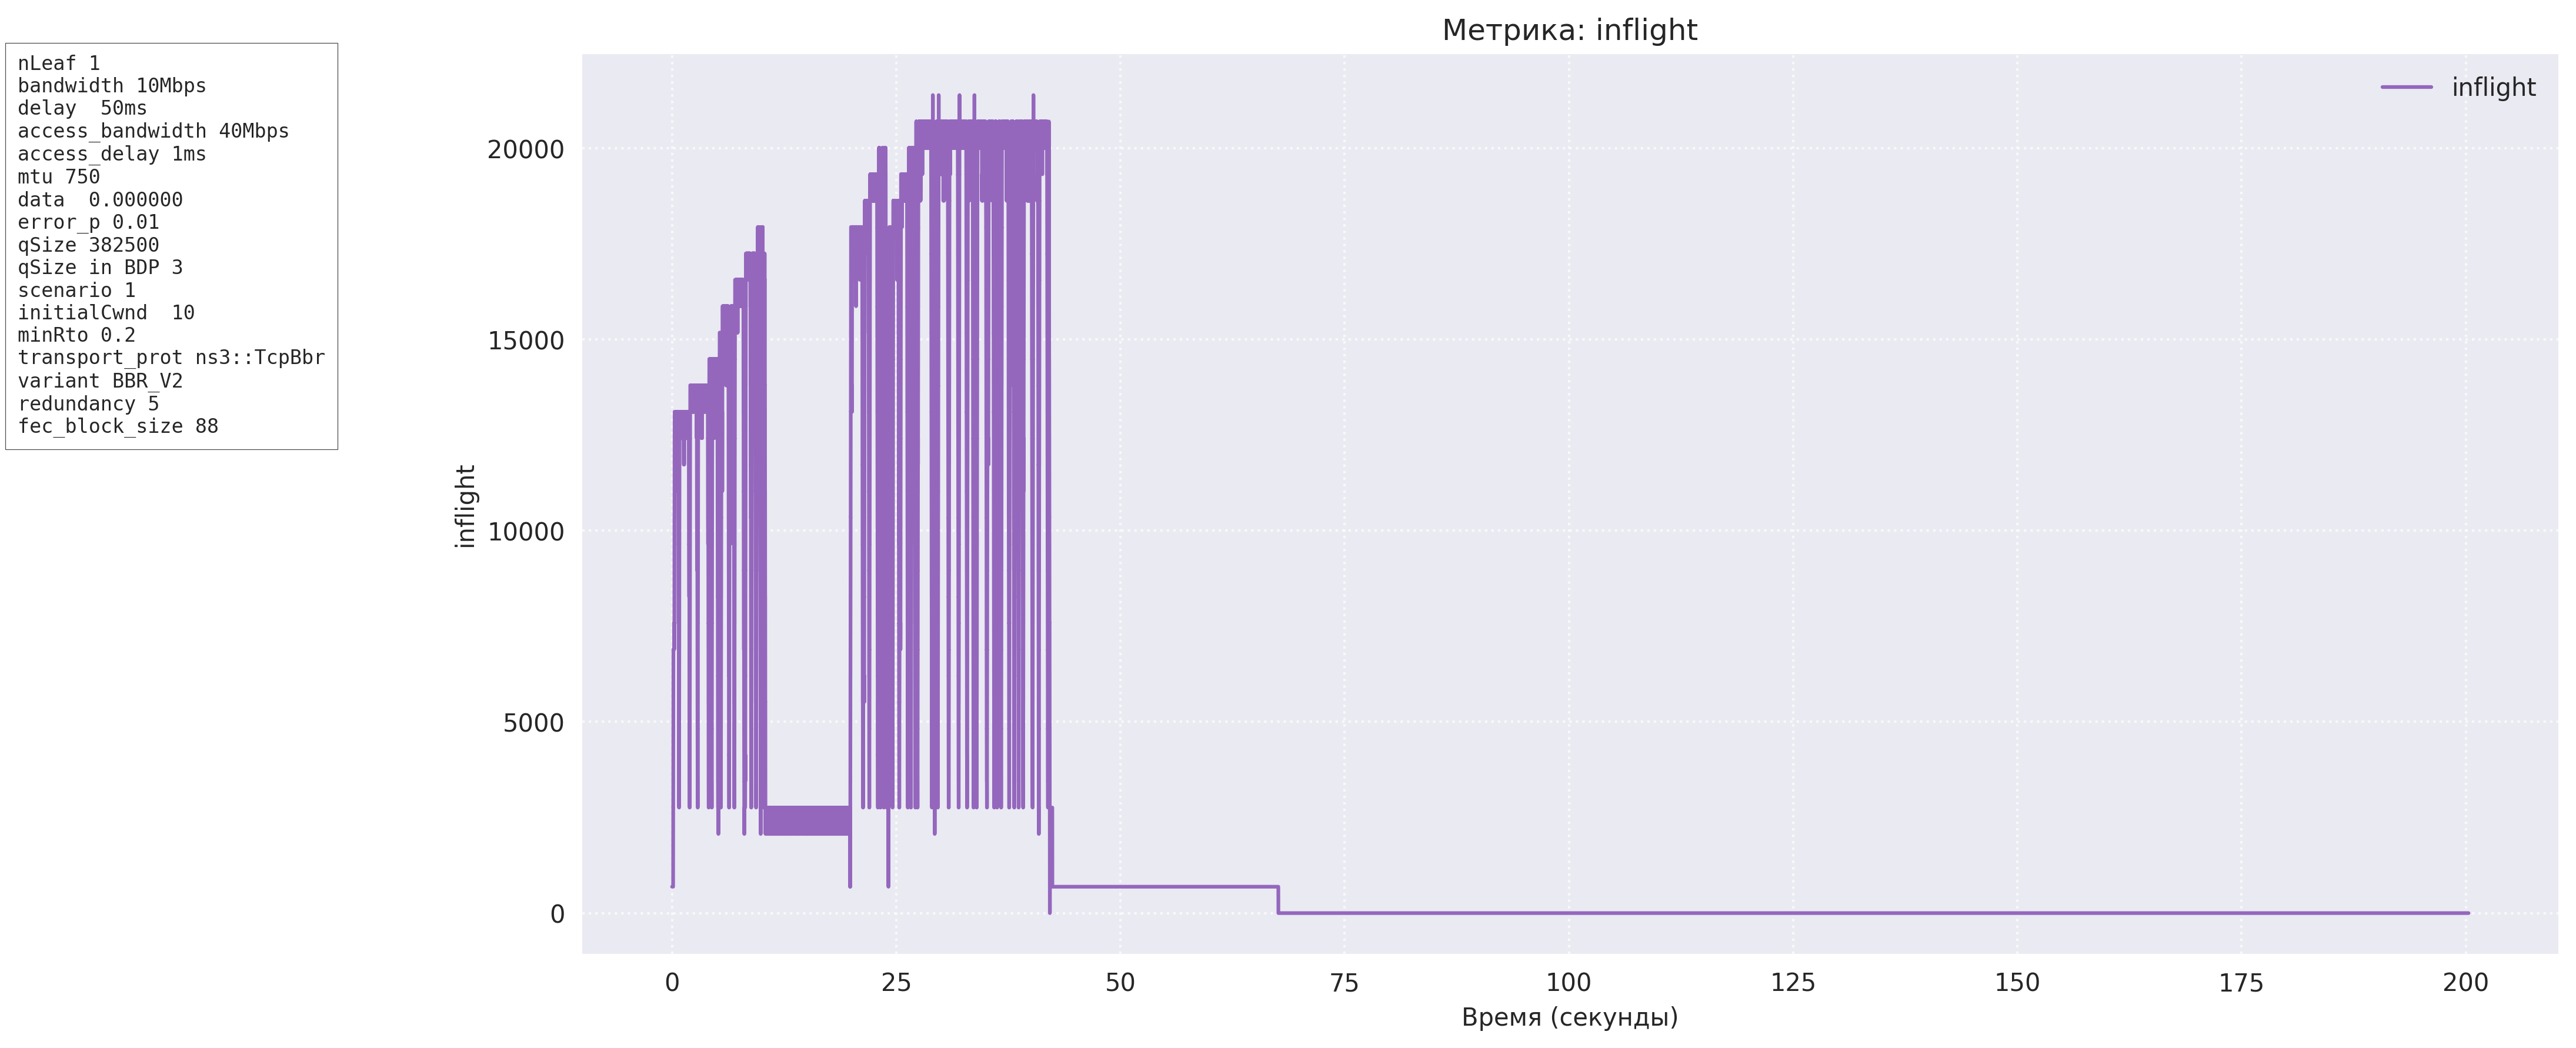 Метрика: inflight
nLeaf 1
bandwidth 10Mbps
delay  50ms
access_bandwidth 40Mbps
access_delay 1ms
mtu 750
data  0.000000
error_p 0.01
qSize 382500
qSize in BDP 3
scenario 1
initialCwnd  10
minRto 0.2
transport_prot ns3::TcpBbr
variant BBR_V2
redundancy 5
fec_block_size 88
inflight
20000
15000
10000
5000
0
inflight
0 25 50 75 100 125 150 175 200
Время (секунды)